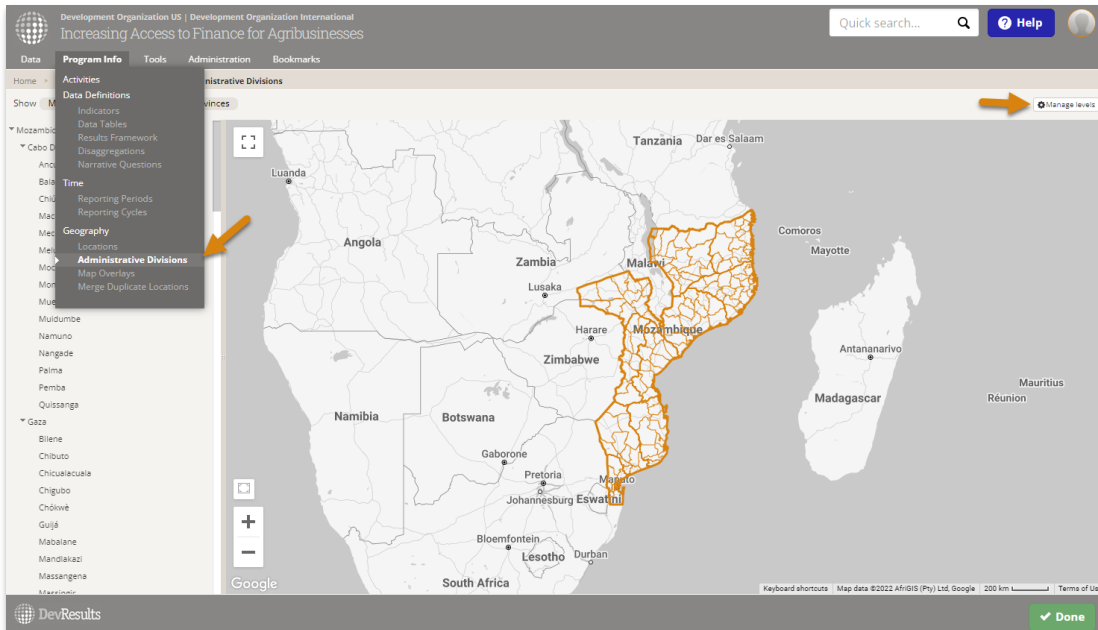 Development Organization US | Development Organization International
Increasing Access to Finance for Agribusinesses
Quick search...
Help
Data Program Info Tools Administration Bookmarks
Home
Activities
Data Definitions
Indicators
Data Tables
Results Framework
Disaggregations
Narrative Questions
Time
Reporting Periods
Reporting Cycles
Geography
Locations
Administrative Divisions
Map Overlays
Merge Duplicate Locations
Show
Manage levels
Muidumbe
Namuno
Nangade
Palma
Pemba
Quissanga
Gaza
Bilene
Chibuto
Chicualacuala
Chigubo
Chókwè
Guijá
Mabalane
Mandlakazi
Massangena
Massingir
Tanzania
Dar es Salaam
Luanda
Comoros
Angola
Mayotte
Zambia
Malawi
Lusaka
Harare
Mozambique
Antananarivo
Zimbabwe
Mauritius
Madagascar
Réunion
Namibia
Botswana
Gaborone
Pretoria
Maputo
Johannesburg
Eswatini
Bloemfontein
Lesotho
Durban
South Africa
Google
Keyboard shortcuts
Map data ©2022 AfriGIS (Pty) Ltd, Google
200 km
Terms of Us
DevResults
Done